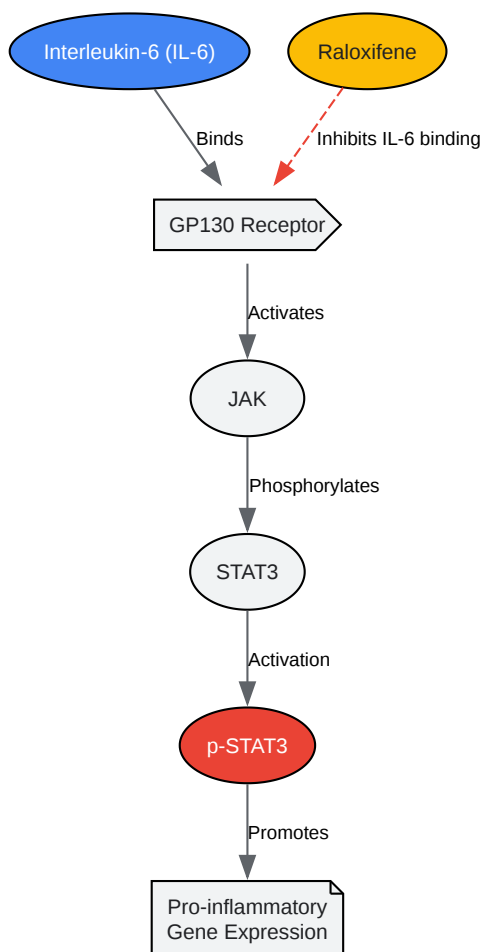 Interleukin-6 (IL-6)
Raloxifene
Binds
Inhibits IL-6 binding
GP130 Receptor
Activates
JAK
Phosphorylates
STAT3
Activation
p-STAT3
Promotes
Pro-inflammatory
Gene Expression